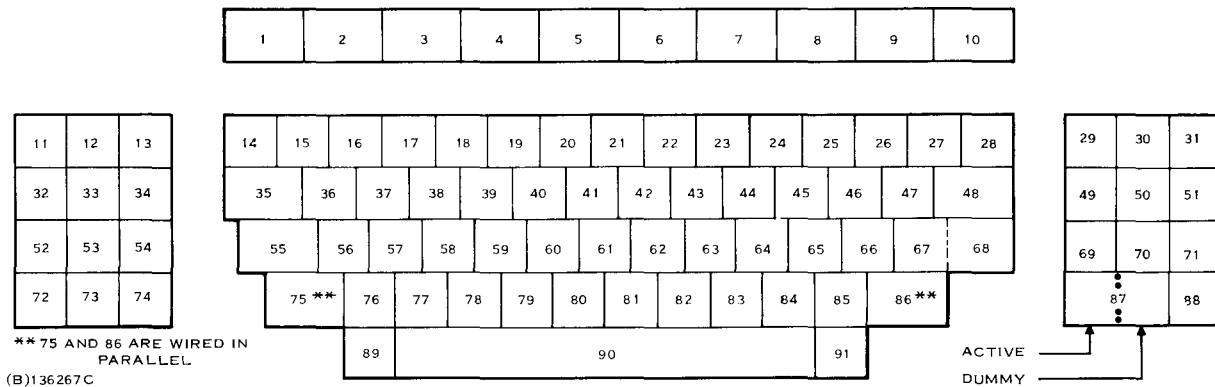 1 2 3 4 5 6 7 8 9 10
11 12 13 14 15 16 17 18 19 20 21 22 23 24 25 26 27 28 29 30 31
32 33 34 35 36 37 38 39 40 41 42 43 44 45 46 47 48 49 50 51
52 53 54 55 56 57 58 59 60 61 62 63 64 65 66 67 68 69 70 71
72 73 74 75 ** 76 77 78 79 80 81 82 83 84 85 86** 87 88
** 75 AND 86 ARE WIRED IN
PARALLEL
89 90 91
ACTIVE
DUMMY
(B)136267C